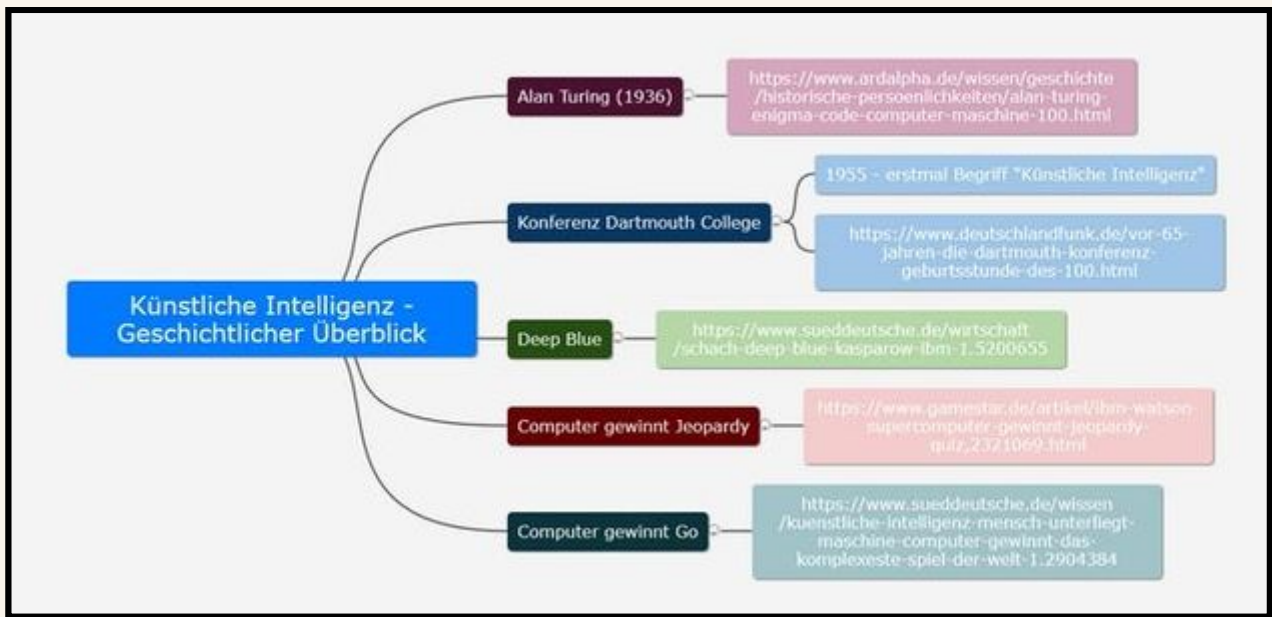 Alan Turing (1936)
https://www.ardalpha.de/wissen/geschichte
/historische-persoenlichkeiten/alan-turing-
enigma-code-computer-maschine-100.html
Konferenz Dartmouth College
1955 - erstmal Begriff "Künstliche Intelligenz"
https://www.deutschlandfunk.de/vor-65-
jahren-die-dartmouth-konferenz-
geburtsstunde-des-100.html
Künstliche Intelligenz -
Geschichtlicher Überblick
Deep Blue
https://www.sueddeutsche.de/wirtschaft
/schach-deep-blue-kasparow-ibm-1.5200655
Computer gewinnt Jeopardy
https://www.gamestar.de/artikel/ibm-watson-
supercomputer-gewinnt-jeopardy-
quiz,2321069.html
Computer gewinnt Go
https://www.sueddeutsche.de/wissen
/kuenstliche-intelligenz-mensch-unterliegt-
maschine-computer-gewinnt-das-
komplexeste-spiel-der-welt-1.2904384